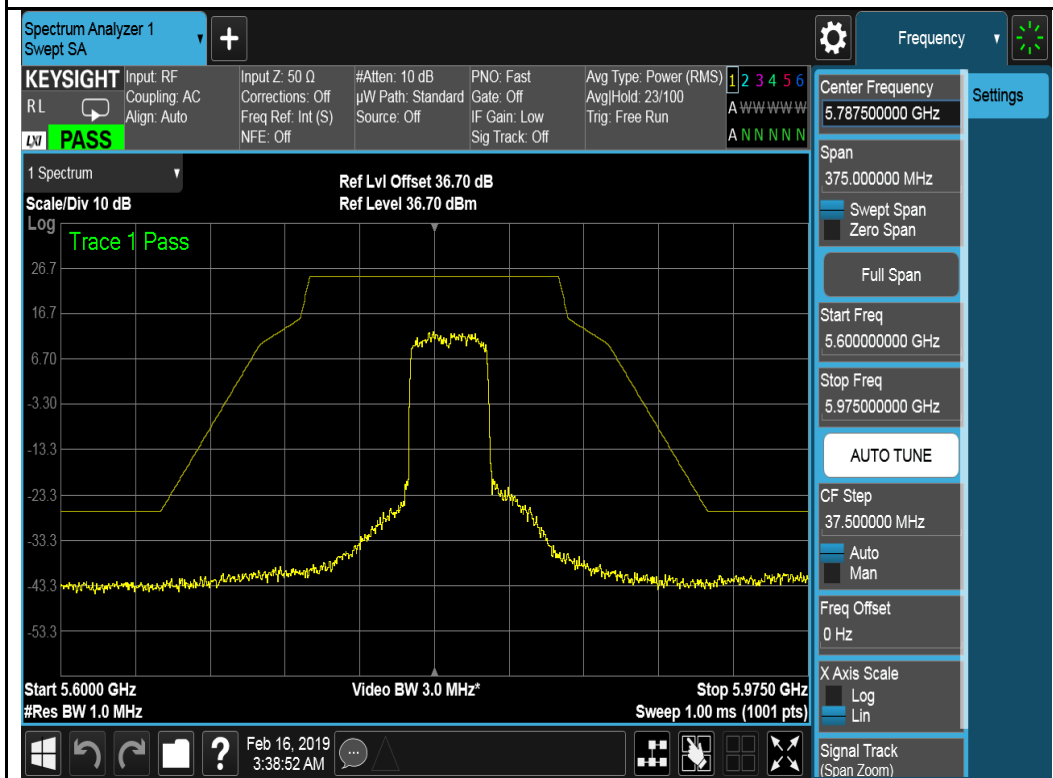 Spectrum Analyzer 1
Swept SA
Frequency
KEYSIGHT
RL
LXI PASS
Input: RF
Coupling: AC
Align: Auto
Input Z: 50 Ω
Corrections: Off
Freq Ref: Int (S)
NFE: Off
#Atten: 10 dB
µW Path: Standard
Source: Off
PNO: Fast
Gate: Off
IF Gain: Low
Sig Track: Off
Avg Type: Power (RMS)
Avg|Hold: 23/100
Trig: Free Run
1 2 3 4 5 6
A W W W W W
A N N N N N
1 Spectrum
Ref Lvl Offset 36.70 dB
Scale/Div 10 dB
Ref Level 36.70 dBm
Log
Trace 1 Pass
26.7
16.7
6.70
-3.30
-13.3
-23.3
-33.3
-43.3
-53.3
Start 5.6000 GHz
Video BW 3.0 MHz*
Stop 5.9750 GHz
#Res BW 1.0 MHz
Sweep 1.00 ms (1001 pts)
?
Feb 16, 2019
3:38:52 AM
Center Frequency
5.787500000 GHz
Settings
Span
375.000000 MHz
Swept Span
Zero Span
Full Span
Start Freq
5.600000000 GHz
Stop Freq
5.975000000 GHz
AUTO TUNE
CF Step
37.500000 MHz
Auto
Man
Freq Offset
0 Hz
X Axis Scale
Log
Lin
Signal Track
(Span Zoom)